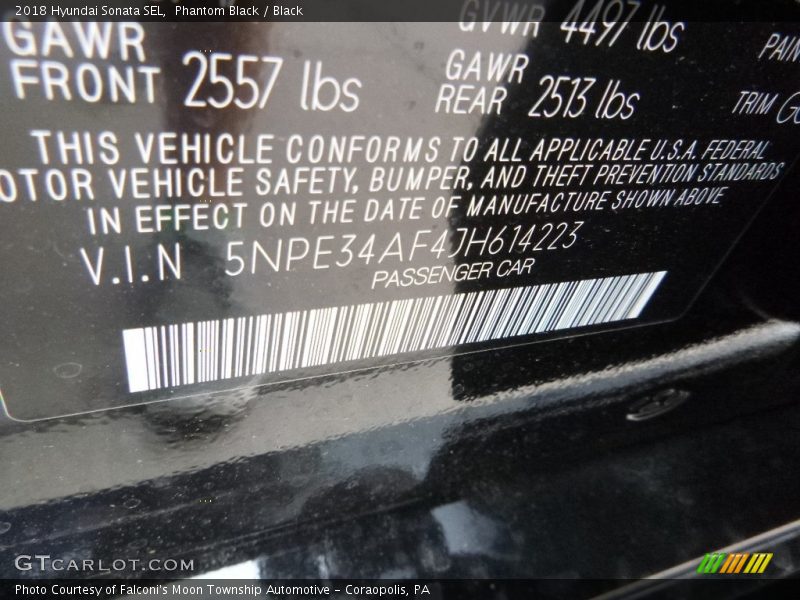 2018 Hyundai Sonata SEL, Phantom Black / Black
GAWR FRONT 2557 lbs
GVWR 4497 lbs
GAWR REAR 2513 lbs
TRIM
THIS VEHICLE CONFORMS TO ALL APPLICABLE U.S.A. FEDERAL
MOTOR VEHICLE SAFETY, BUMPER, AND THEFT PREVENTION STANDARDS
IN EFFECT ON THE DATE OF MANUFACTURE SHOWN ABOVE
V.I.N 5NPE34AF4JH614223
PASSENGER CAR
GTCARLOT.COM
Photo Courtesy of Falconi's Moon Township Automotive – Coraopolis, PA